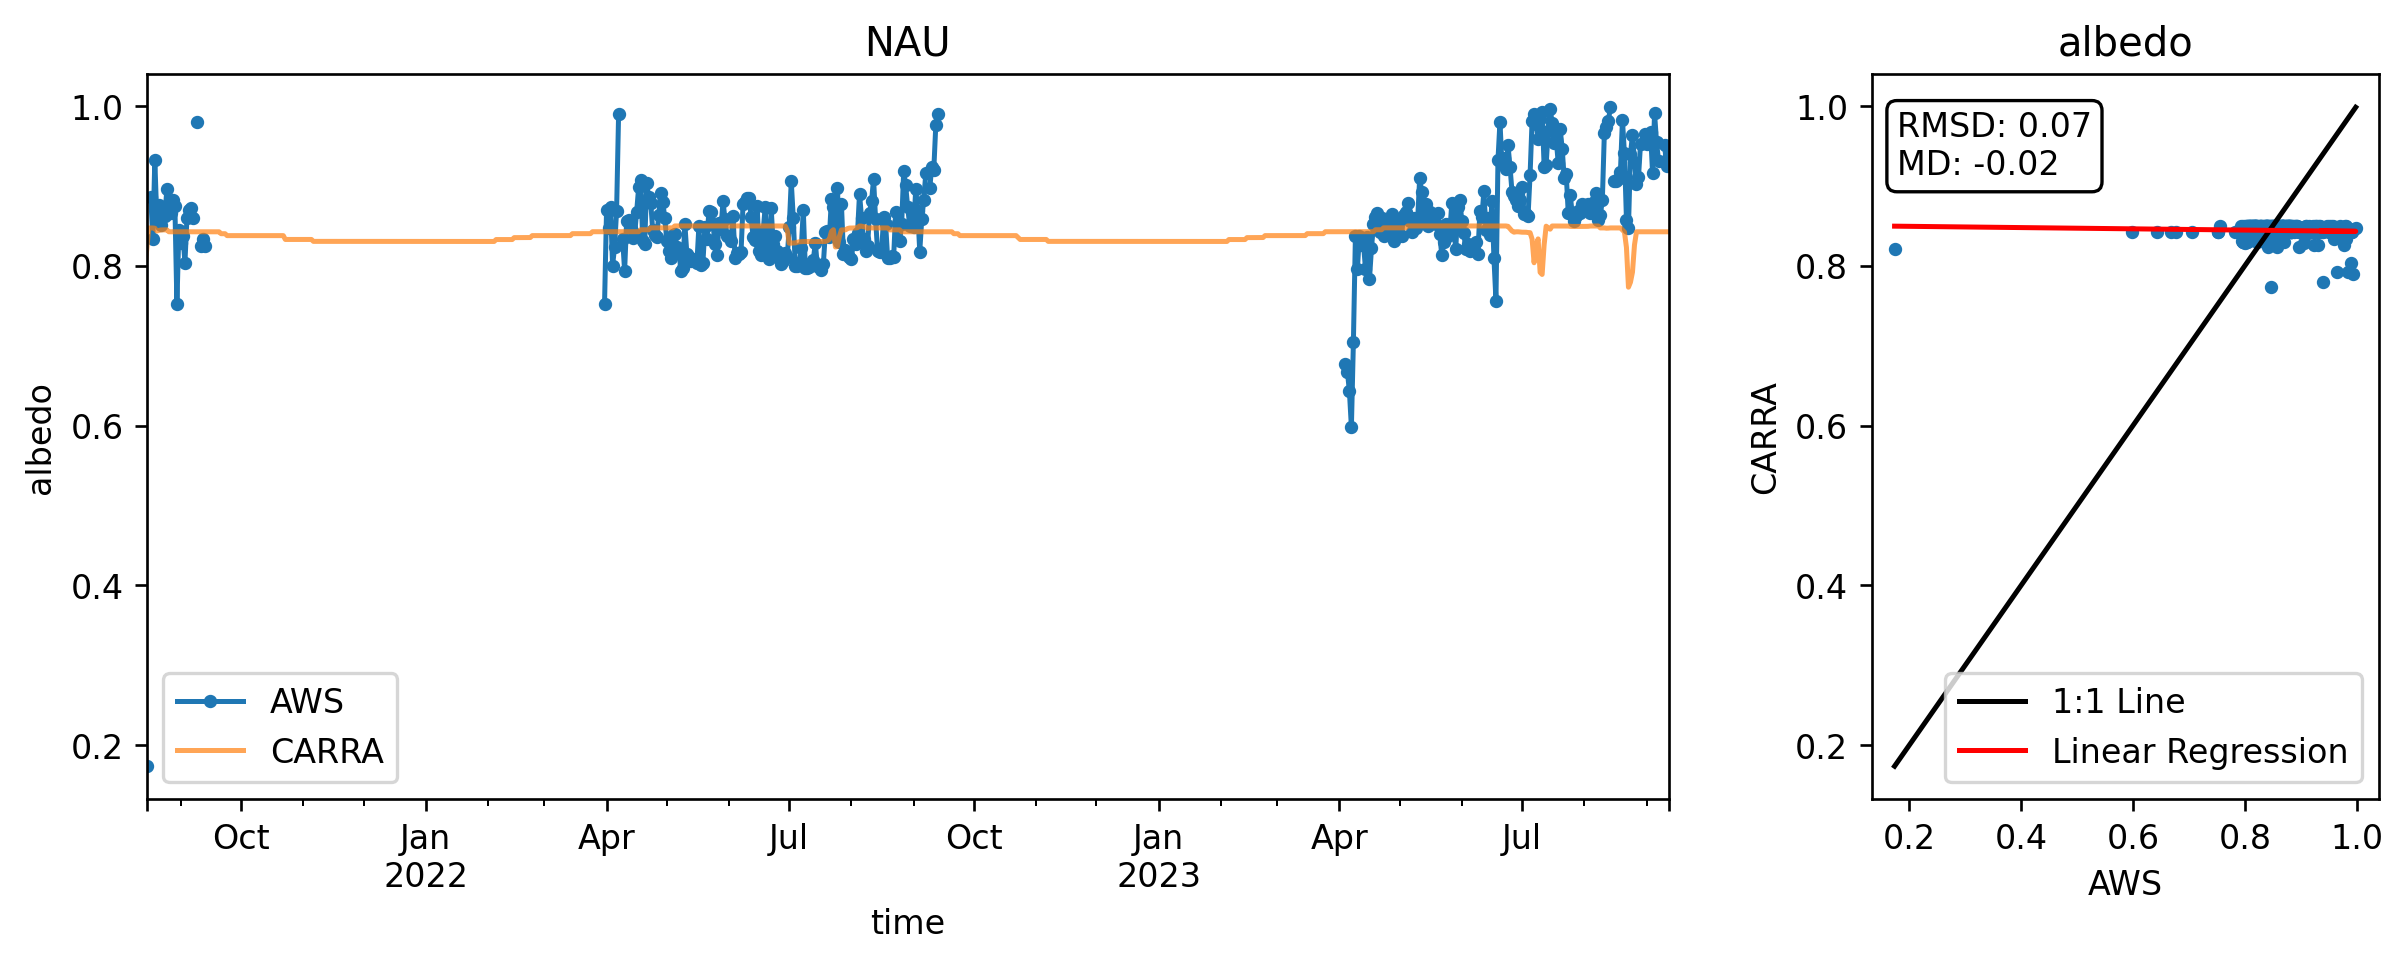 NAU
albedo
1.0
0.8
0.6
0.4
0.2
AWS
CARRA
Oct
Jan
2022
Apr
Jul
Oct
Jan
2023
Apr
Jul
time
albedo
CARRA
1.0
0.8
0.6
0.4
0.2
RMSD: 0.07
MD: -0.02
1:1 Line
Linear Regression
0.2
0.4
0.6
0.8
1.0
AWS